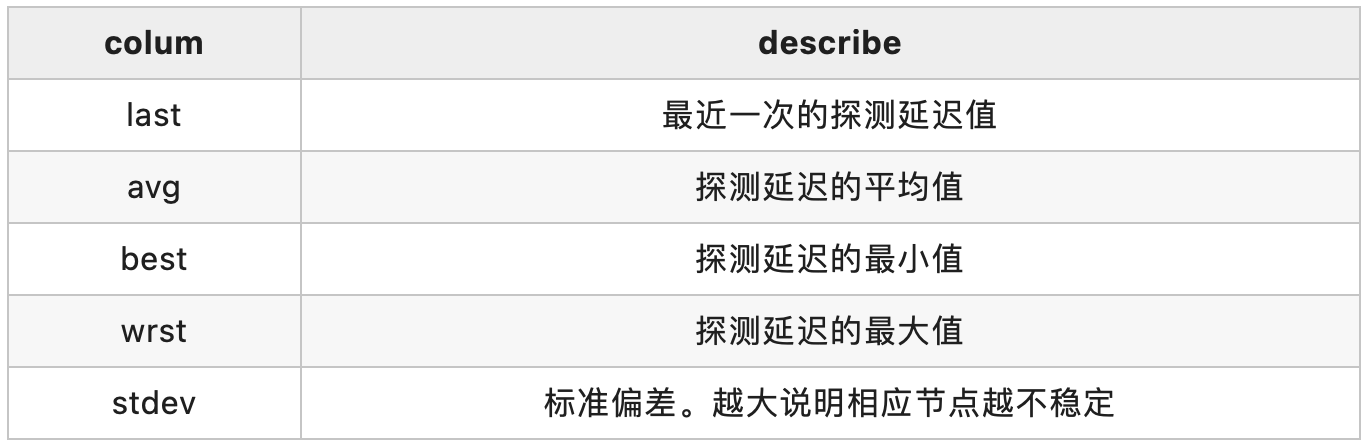 colum describe
last 最近一次的探测延迟值
avg 探测延迟的平均值
best 探测延迟的最小值
wrst 探测延迟的最大值
stdev 标准偏差。越大说明相应节点越不稳定